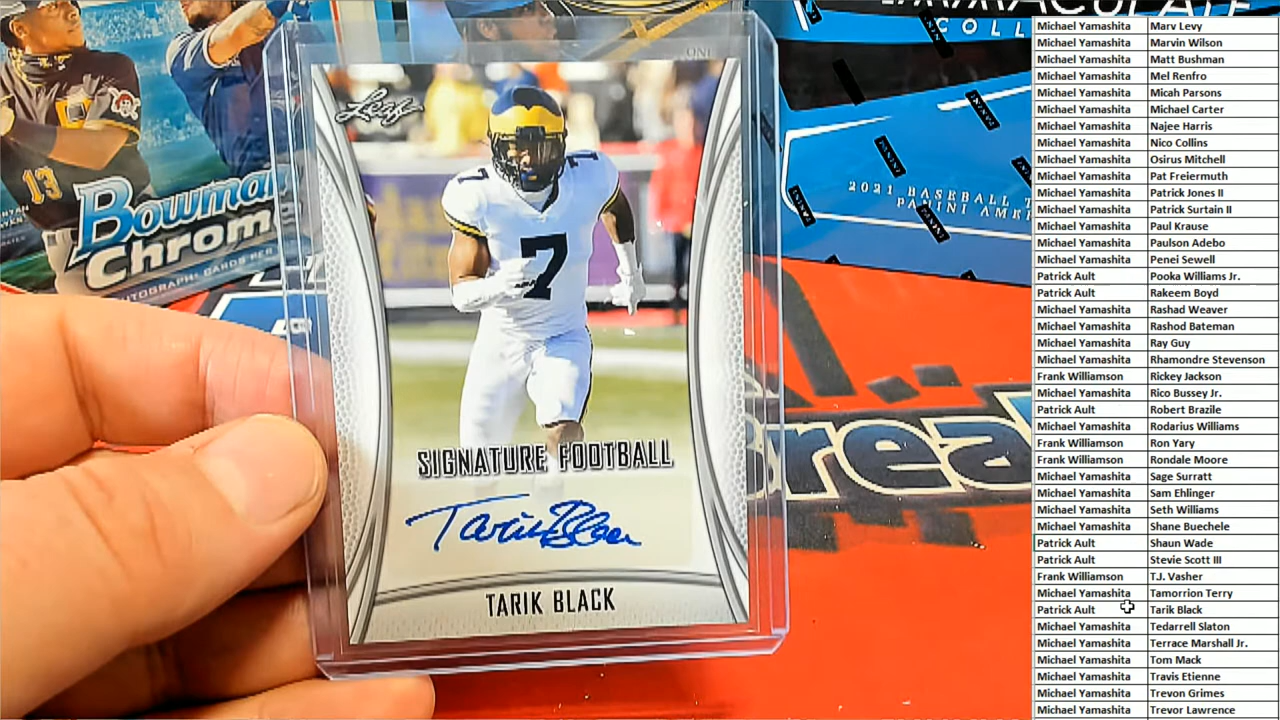 Leaf
7
7
7
SIGNATURE FOOTBALL
Tarik Black
TARIK BLACK
13
Bowman
Chrom
COLL
2021 BASEBALL T
PANINI AMERI
PANINI
rea
Michael Yamashita Marv Levy
Michael Yamashita Marvin Wilson
Michael Yamashita Matt Bushman
Michael Yamashita Mel Renfro
Michael Yamashita Micah Parsons
Michael Yamashita Michael Carter
Michael Yamashita Najee Harris
Michael Yamashita Nico Collins
Michael Yamashita Osirus Mitchell
Michael Yamashita Pat Freiermuth
Michael Yamashita Patrick Jones II
Michael Yamashita Patrick Surtain II
Michael Yamashita Paul Krause
Michael Yamashita Paulson Adebo
Michael Yamashita Penei Sewell
Patrick Ault Pooka Williams Jr.
Patrick Ault Rakeem Boyd
Michael Yamashita Rashad Weaver
Michael Yamashita Rashod Bateman
Michael Yamashita Ray Guy
Michael Yamashita Rhamondre Stevenson
Frank Williamson Rickey Jackson
Michael Yamashita Rico Bussey Jr.
Patrick Ault Robert Brazile
Michael Yamashita Rodarius Williams
Frank Williamson Ron Yary
Frank Williamson Rondale Moore
Michael Yamashita Sage Surratt
Michael Yamashita Sam Ehlinger
Michael Yamashita Seth Williams
Michael Yamashita Shane Buechele
Patrick Ault Shaun Wade
Patrick Ault Stevie Scott III
Frank Williamson T.J. Vasher
Michael Yamashita Tamorrion Terry
Patrick Ault Tarik Black
Michael Yamashita Tedarrell Slaton
Michael Yamashita Terrace Marshall Jr.
Michael Yamashita Tom Mack
Michael Yamashita Travis Etienne
Michael Yamashita Trevon Grimes
Michael Yamashita Trevor Lawrence